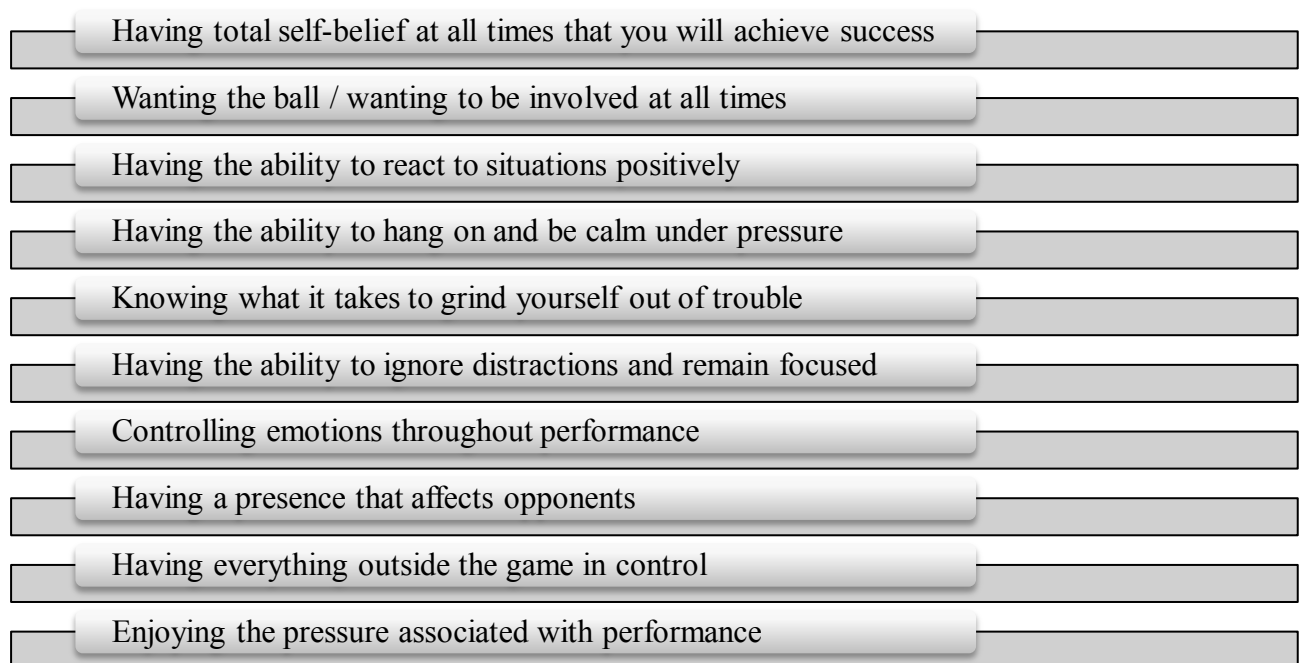 Having total self-belief at all times that you will achieve success
Wanting the ball / wanting to be involved at all times
Having the ability to react to situations positively
Having the ability to hang on and be calm under pressure
Knowing what it takes to grind yourself out of trouble
Having the ability to ignore distractions and remain focused
Controlling emotions throughout performance
Having a presence that affects opponents
Having everything outside the game in control
Enjoying the pressure associated with performance